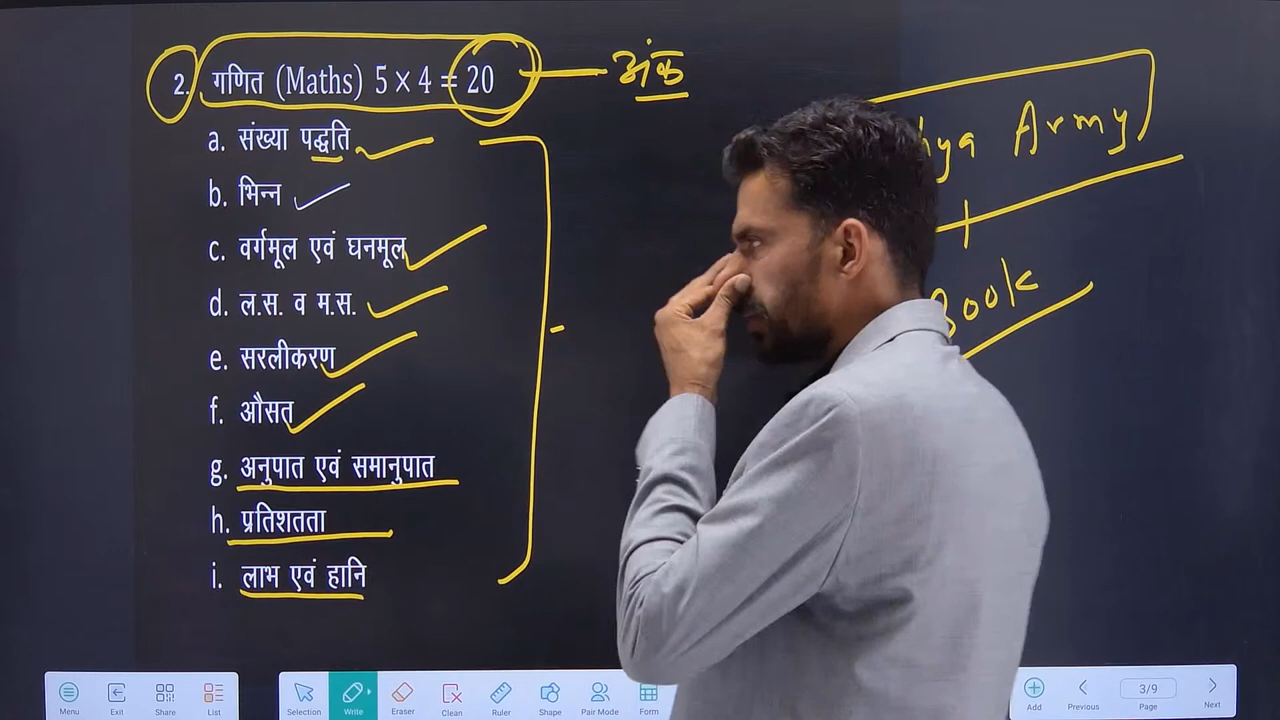 2. गणित (Maths) 5 × 4 = 20 — अंक
a. संख्या पद्धति
b. भिन्न
c. वर्गमूल एवं घनमूल
d. ल.स. व म.स.
e. सरलीकरण
f. औसत
g. अनुपात एवं समानुपात
h. प्रतिशतता
i. लाभ एवं हानि
Army
+
Book
Menu Exit Share List Selection Write Eraser Clean Ruler Shape Pair Mode Form Add Previous 3/9 Page Next